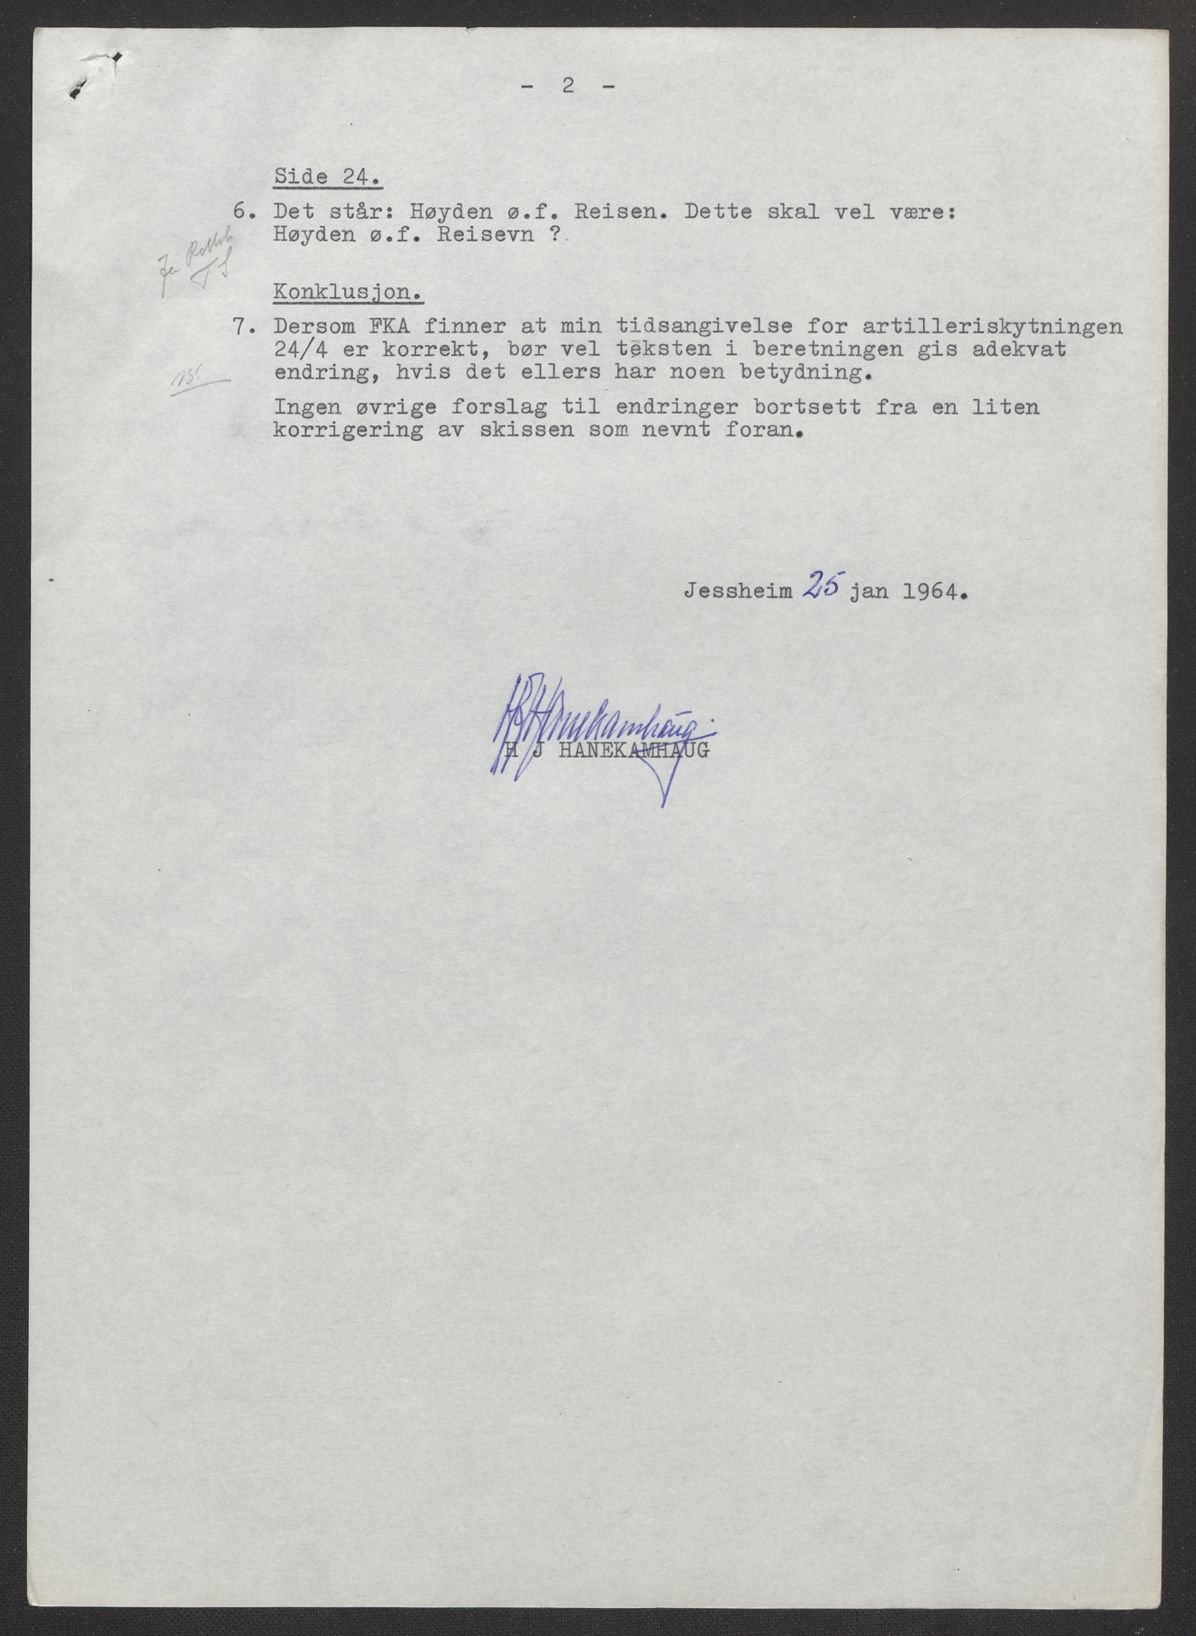 - 2 -
Side 24.
6. Det står: Høyden ø.f. Reisen. Dette skal vel være:
Høyden ø.f. Reisevn ?
Konklusjon.
7. Dersom FKA finner at min tidsangivelse for artilleriskytningen
24/4 er korrekt, bør vel teksten i beretningen gis adekvat
endring, hvis det ellers har noen betydning.
Ingen øvrige forslag til endringer bortsett fra en liten
korrigering av skissen som nevnt foran.
Jessheim 25 jan 1964.
HJHanekamhaug
H J HANEKAMHAUG